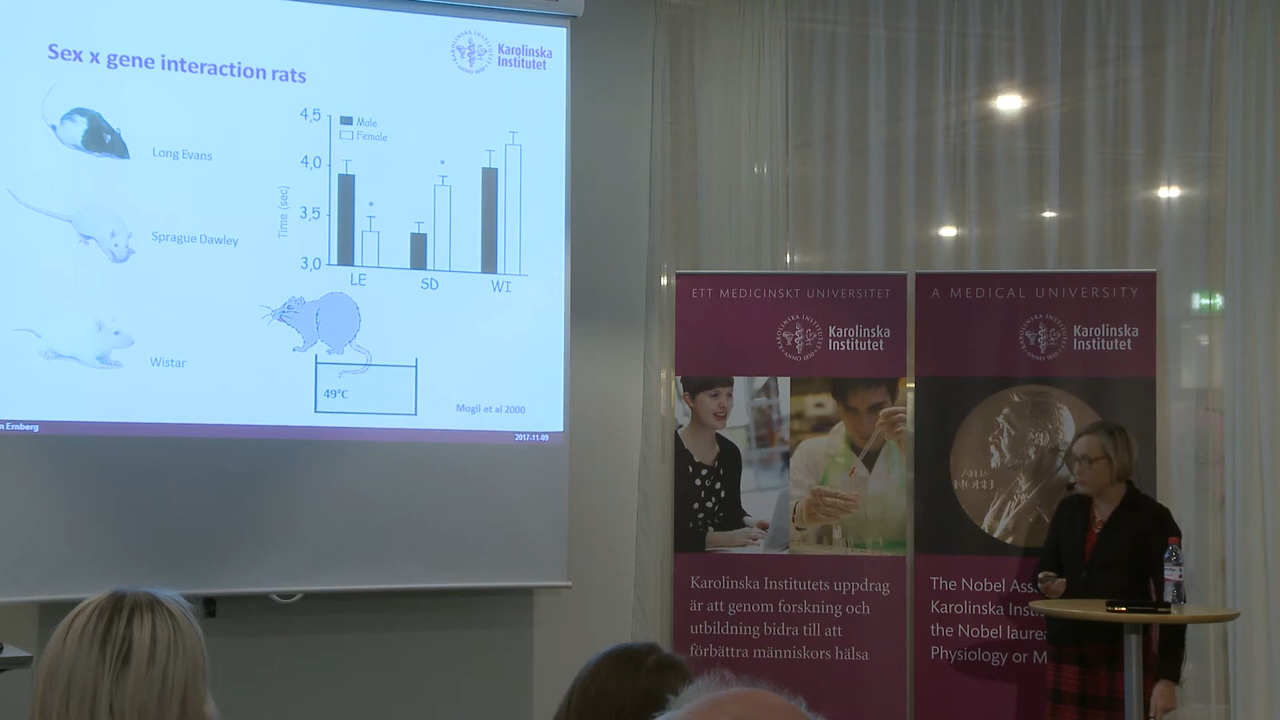 Sex x gene interaction rats
Karolinska
Institutet
Long Evans
Sprague Dawley
Wistar
4,5
4,0
3,5
3,0
Time (sec)
Male
Female
*
*
LE
SD
WI
49°C
Mogil et al 2000
Ernberg
2017-11-09
ETT MEDICINSKT UNIVERSITET
Karolinska
Institutet
Karolinska Institutets uppdrag
är att genom forskning och
utbildning bidra till att
förbättra människors hälsa
A MEDICAL UNIVERSITY
Karolinska
Institutet
The Nobel Ass
Karolinska Inst
the Nobel laurea
Physiology or M